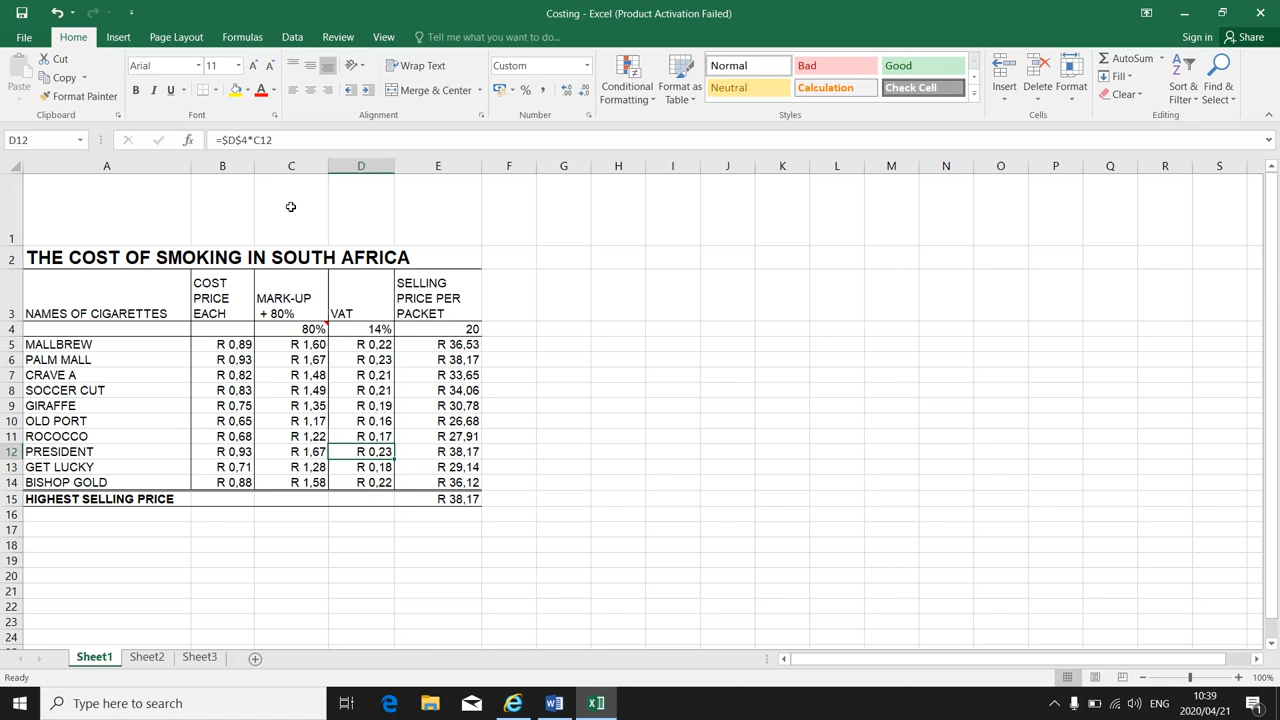 Costing - Excel (Product Activation Failed)
File Home Insert Page Layout Formulas Data Review View Tell me what you want to do... Sign in Share
Paste Cut Copy Format Painter
Clipboard
Arial 11 A A
B I U A
Font
Wrap Text
Merge & Center
Alignment
Custom
% ,
Number
Conditional Formatting Format as Table
Normal Bad Good
Neutral Calculation Check Cell
Styles
Insert Delete Format
Cells
AutoSum
Fill
Clear
Sort & Filter Find & Select
Editing
D12 fx =$D$4*C12
A B C D E F G H I J K L M N O P Q R S
1
2 THE COST OF SMOKING IN SOUTH AFRICA
3 NAMES OF CIGARETTES COST PRICE EACH MARK-UP + 80% VAT SELLING PRICE PER PACKET
4 80% 14% 20
5 MALLBREW R 0,89 R 1,60 R 0,22 R 36,53
6 PALM MALL R 0,93 R 1,67 R 0,23 R 38,17
7 CRAVE A R 0,82 R 1,48 R 0,21 R 33,65
8 SOCCER CUT R 0,83 R 1,49 R 0,21 R 34,06
9 GIRAFFE R 0,75 R 1,35 R 0,19 R 30,78
10 OLD PORT R 0,65 R 1,17 R 0,16 R 26,68
11 ROCOCCO R 0,68 R 1,22 R 0,17 R 27,91
12 PRESIDENT R 0,93 R 1,67 R 0,23 R 38,17
13 GET LUCKY R 0,71 R 1,28 R 0,18 R 29,14
14 BISHOP GOLD R 0,88 R 1,58 R 0,22 R 36,12
15 HIGHEST SELLING PRICE R 38,17
16
17
18
19
20
21
22
23
24
Sheet1 Sheet2 Sheet3
Ready 100%
Type here to search
ENG 10:39
2020/04/21